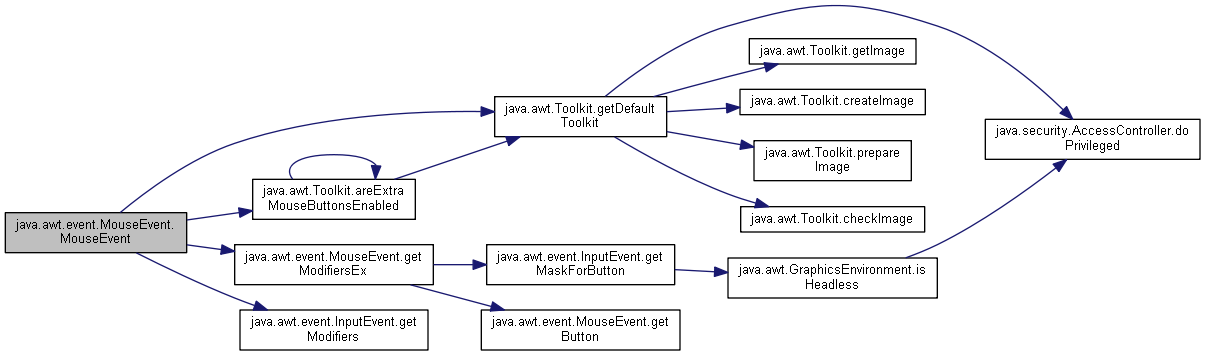 java.awt.event.MouseEvent.
MouseEvent
java.awt.Toolkit.areExtra
MouseButtonsEnabled
java.awt.event.MouseEvent.get
ModifiersEx
java.awt.event.InputEvent.get
Modifiers
java.awt.Toolkit.getDefault
Toolkit
java.awt.event.InputEvent.get
MaskForButton
java.awt.event.MouseEvent.get
Button
java.awt.Toolkit.getImage
java.awt.Toolkit.createImage
java.awt.Toolkit.prepare
Image
java.awt.Toolkit.checkImage
java.awt.GraphicsEnvironment.is
Headless
java.security.AccessController.do
Privileged